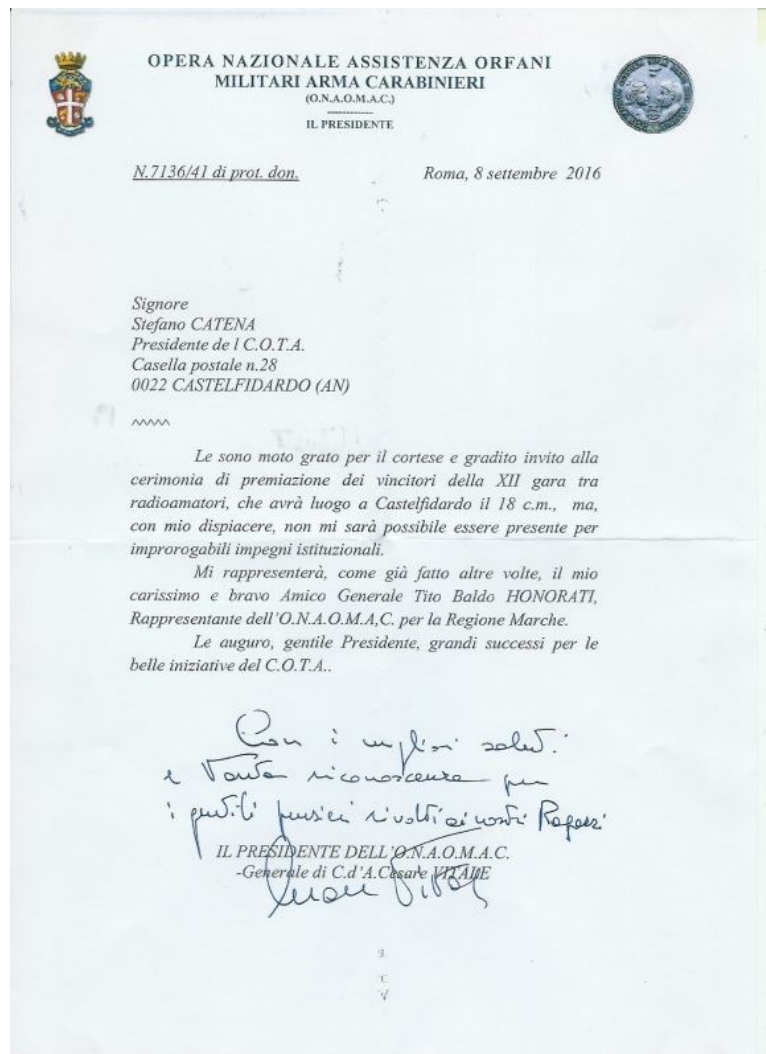 OPERA NAZIONALE ASSISTENZA ORFANI
MILITARI ARMA CARABINIERI
(O.N.A.O.M.A.C.)
IL PRESIDENTE
N.7136/41 di prot. don.
Roma, 8 settembre 2016
Signore
Stefano CATENA
Presidente de l C.O.T.A.
Casella postale n.28
0022 CASTELFIDARDO (AN)
^^^^^
Le sono moto grato per il cortese e gradito invito alla
cerimonia di premiazione dei vincitori della XII gara tra
radioamatori, che avrà luogo a Castelfidardo il 18 c.m., ma,
con mio dispiacere, non mi sarà possibile essere presente per
improrogabili impegni istituzionali.
Mi rappresenterà, come già fatto altre volte, il mio
carissimo e bravo Amico Generale Tito Baldo HONORATI,
Rappresentante dell'O.N.A.O.M.A,C. per la Regione Marche.
Le auguro, gentile Presidente, grandi successi per le
belle iniziative del C.O.T.A..
Con i migliori saluti
e tanta riconoscenza per
i gentili pensieri rivolti ai nostri Ragazzi
IL PRESIDENTE DELL'O.N.A.O.M.A.C.
-Generale di C.d'A.Cesare VITALE